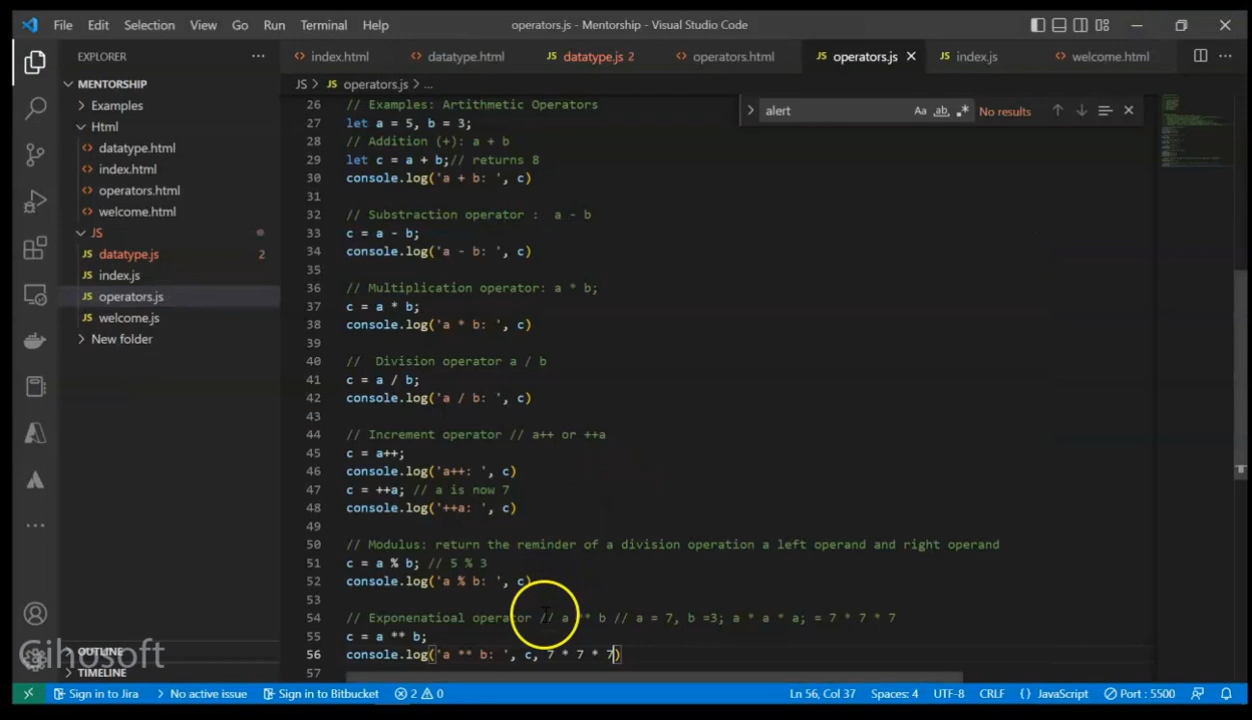 File Edit Selection View Go Run Terminal Help
operators.js - Mentorship - Visual Studio Code
EXPLORER
index.html
datatype.html
datatype.js 2
operators.html
operators.js
index.js
welcome.html
MENTORSHIP
Examples
Html
datatype.html
index.html
operators.html
welcome.html
JS
datatype.js 2
index.js
operators.js
welcome.js
New folder
OUTLINE
TIMELINE
JS > JS operators.js > ...
alert
Aa ab .*
No results
26 // Examples: Artithmetic Operators
27 let a = 5, b = 3;
28 // Addition (+): a + b
29 let c = a + b;// returns 8
30 console.log('a + b: ', c)
31
32 // Substraction operator :  a - b
33 c = a - b;
34 console.log('a - b: ', c)
35
36 // Multiplication operator: a * b;
37 c = a * b;
38 console.log('a * b: ', c)
39
40 //  Division operator a / b
41 c = a / b;
42 console.log('a / b: ', c)
43
44 // Increment operator // a++ or ++a
45 c = a++;
46 console.log('a++: ', c)
47 c = ++a; // a is now 7
48 console.log('++a: ', c)
49
50 // Modulus: return the reminder of a division operation a left operand and right operand
51 c = a % b; // 5 % 3
52 console.log('a % b: ', c)
53
54 // Exponenatioal operator // a ** b // a = 7, b =3; a * a * a; = 7 * 7 * 7
55 c = a ** b;
56 console.log('a ** b: ', c, 7 * 7 * 7)
57
Gihosoft
Sign in to Jira No active issue Sign in to Bitbucket 2 0 Ln 56, Col 37 Spaces: 4 UTF-8 CRLF {} JavaScript Port : 5500